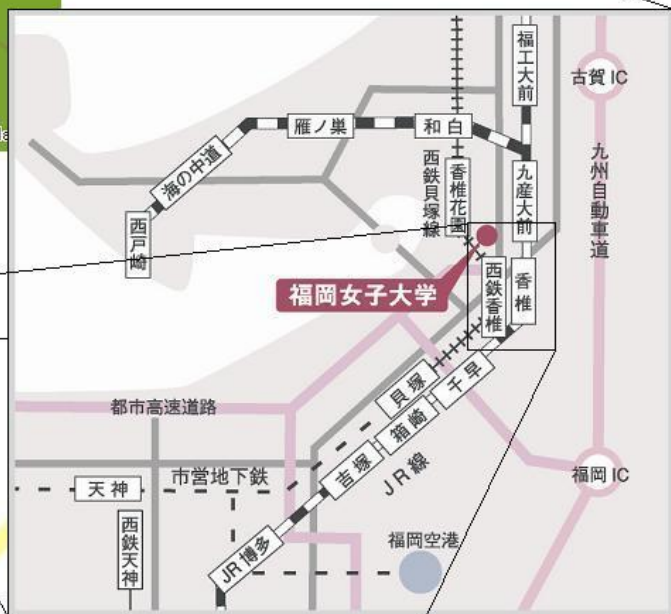 福工大前
古賀 IC
雁ノ巣
和白
海の中道
西鉄貝塚線
香椎花園
九産大前
九州自動車道
西戸崎
福岡女子大学
西鉄香椎
香椎
貝塚
千早
都市高速道路
箱崎
吉塚
JR線
市営地下鉄
天神
福岡 IC
西鉄天神
JR博多
福岡空港